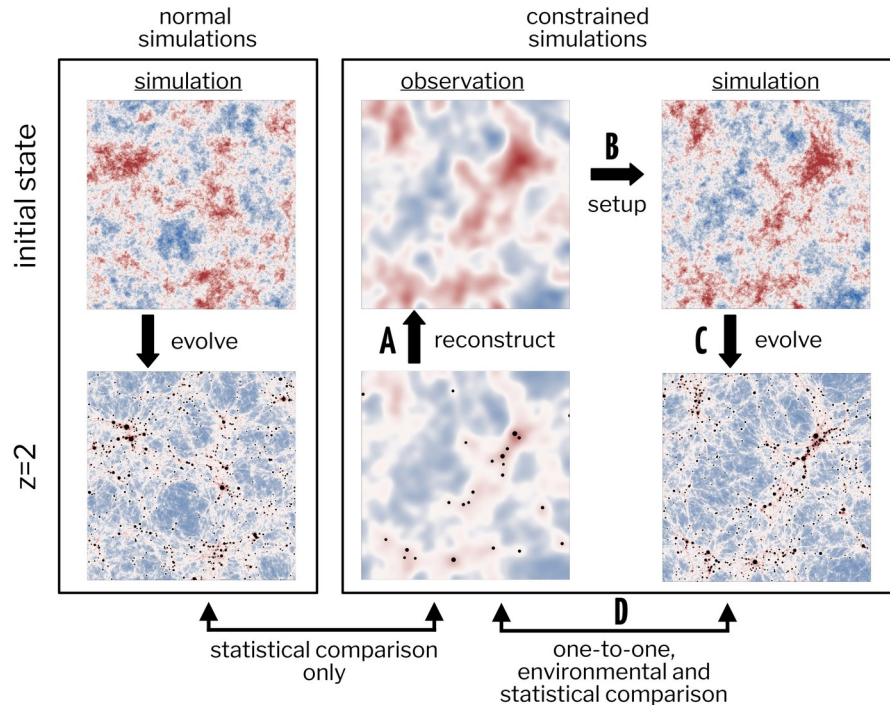 normal
simulations
constrained
simulations
simulation
observation
simulation
initial state
B
setup
evolve
A
reconstruct
C
evolve
z=2
D
statistical comparison
only
one-to-one,
environmental and
statistical comparison